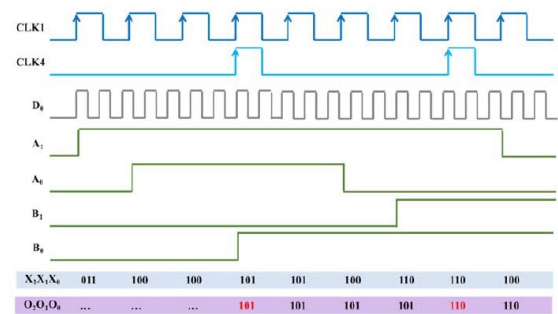 CLK1
CLK4
D₀
A₁
A₀
B₁
B₀
X₂X₁X₀ 011 100 100 101 101 100 110 110 100
O₂O₁O₀ ... ... ... 101 101 101 101 110 110